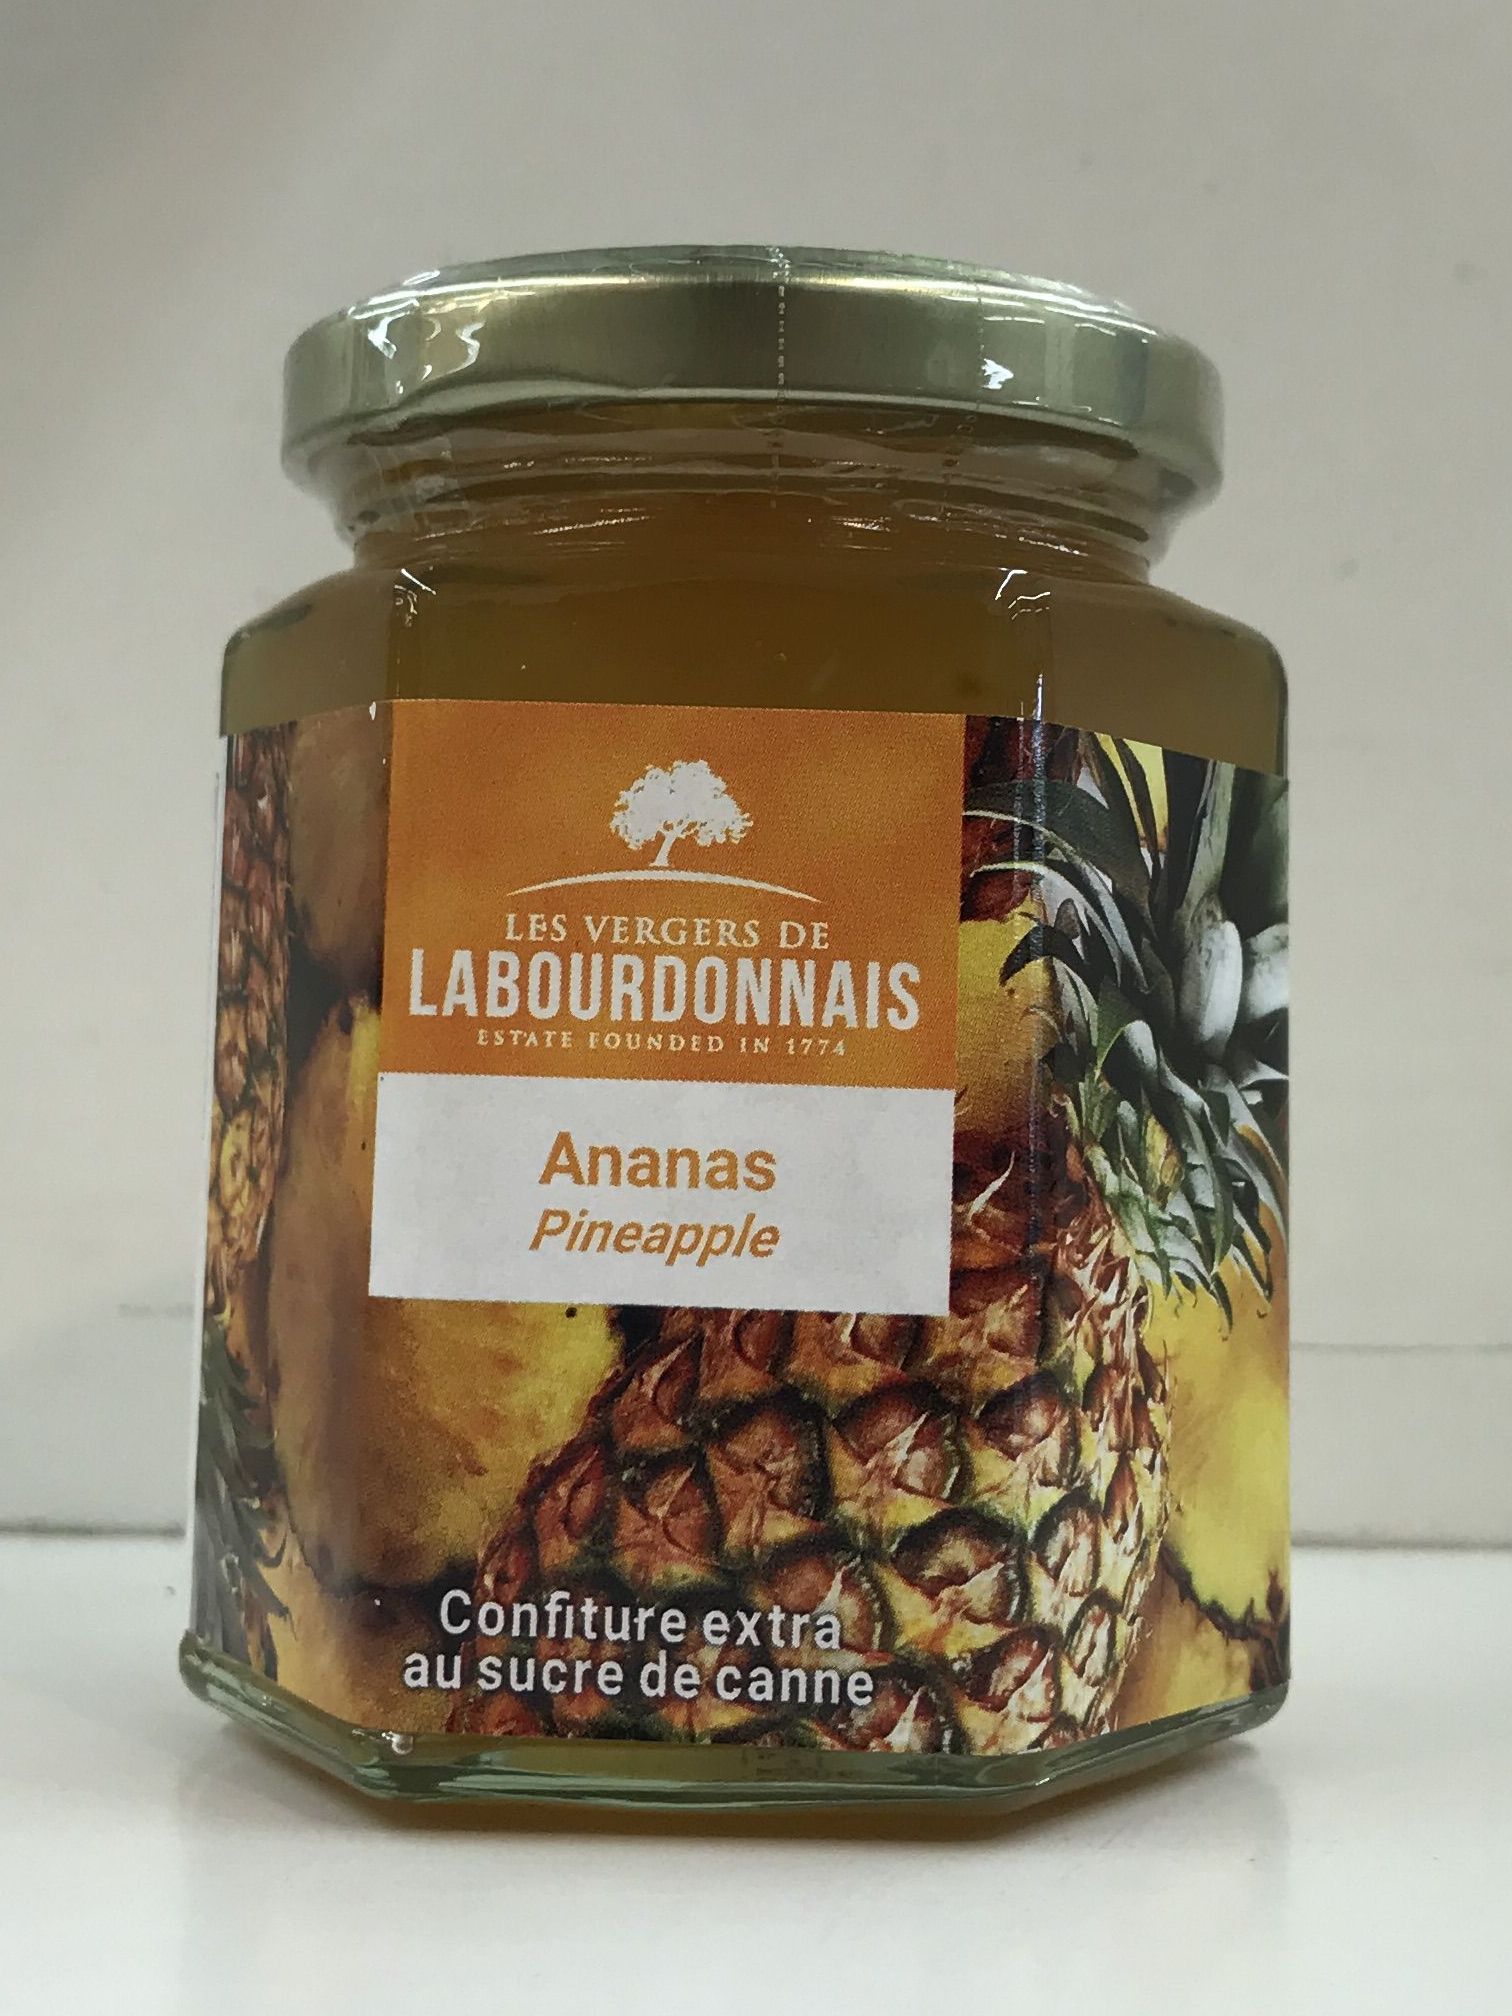 LES VERGERS DE
LABOURDONNAIS
ESTATE FOUNDED IN 1774
Ananas
Pineapple
Confiture extra
au sucre de canne